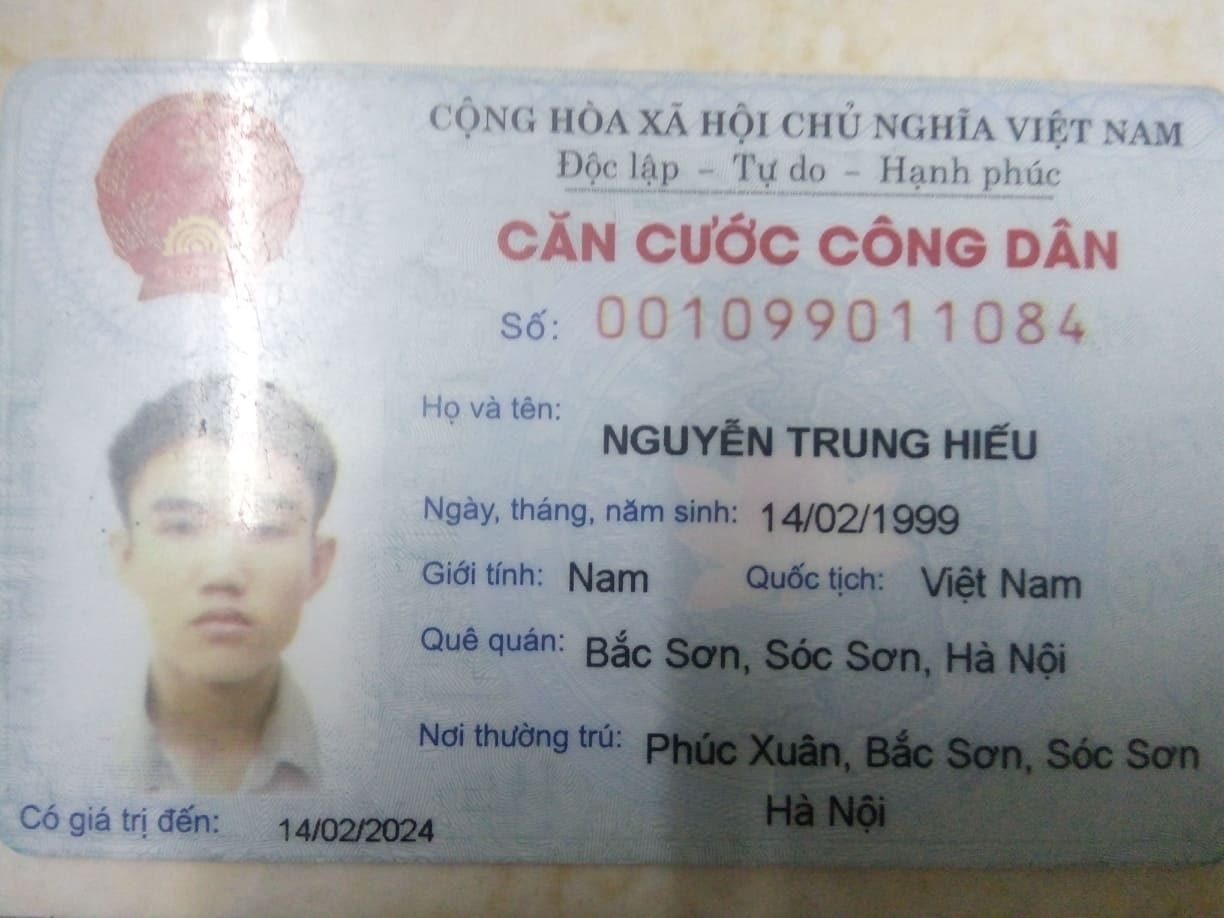 CỘNG HÒA XÃ HỘI CHỦ NGHĨA VIỆT NAM
Độc lập – Tự do – Hạnh phúc
CĂN CƯỚC CÔNG DÂN
Số: 001099011084
Họ và tên:
NGUYỄN TRUNG HIẾU
Ngày, tháng, năm sinh: 14/02/1999
Giới tính: Nam Quốc tịch: Việt Nam
Quê quán: Bắc Sơn, Sóc Sơn, Hà Nội
Nơi thường trú: Phúc Xuân, Bắc Sơn, Sóc Sơn
Hà Nội
Có giá trị đến: 14/02/2024